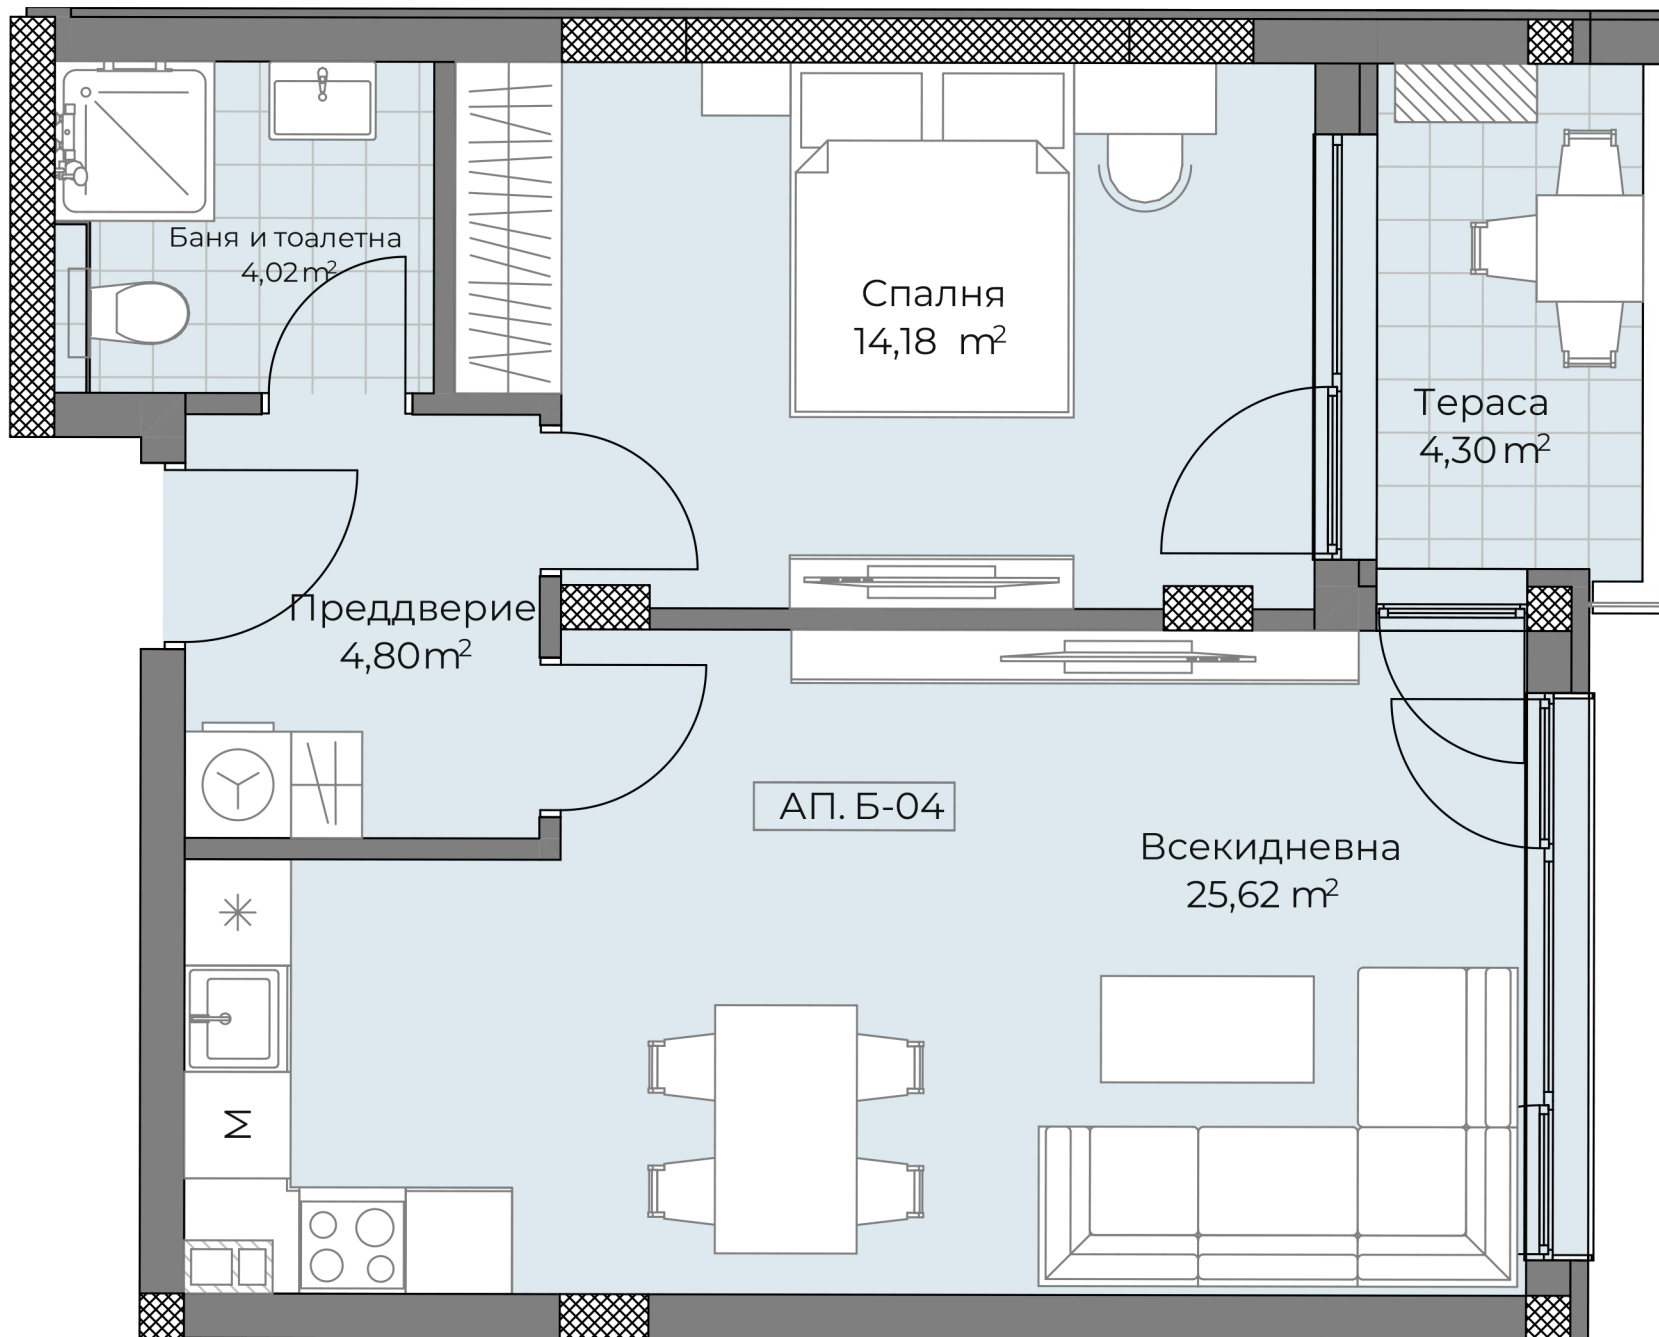 Баня и тоалетна
4,02 m²
Спалня
14,18 m²
Тераса
4,30 m²
Преддверие
4,80 m²
АП. Б-04
Всекидневна
25,62 m²
М